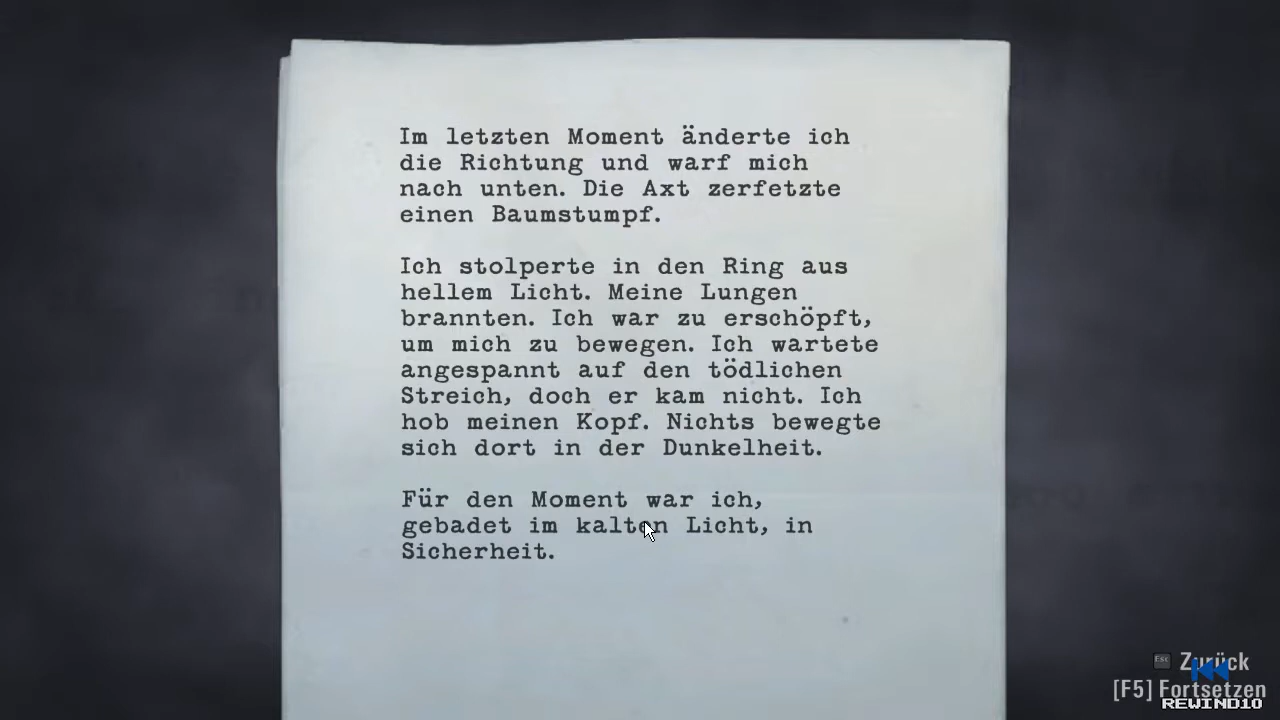 Im letzten Moment änderte ich
die Richtung und warf mich
nach unten. Die Axt zerfetzte
einen Baumstumpf.
Ich stolperte in den Ring aus
hellem Licht. Meine Lungen
brannten. Ich war zu erschöpft,
um mich zu bewegen. Ich wartete
angespannt auf den tödlichen
Streich, doch er kam nicht. Ich
hob meinen Kopf. Nichts bewegte
sich dort in der Dunkelheit.
Für den Moment war ich,
gebadet im kalten Licht, in
Sicherheit.
Esc Zurück
[F5] Fortsetzen
REWIND10